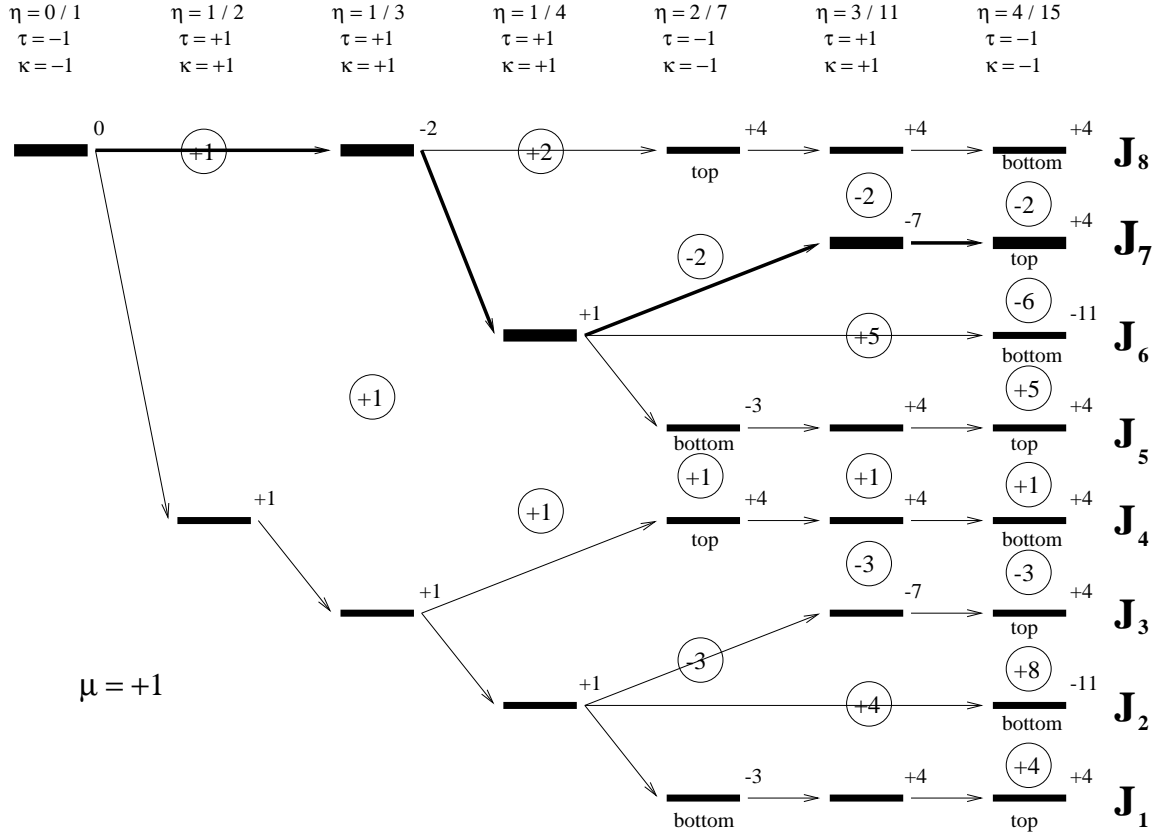 η = 0 / 1 η = 1 / 2 η = 1 / 3 η = 1 / 4 η = 2 / 7 η = 3 / 11 η = 4 / 15
τ = −1 τ = +1 τ = +1 τ = +1 τ = −1 τ = +1 τ = −1
κ = −1 κ = +1 κ = +1 κ = +1 κ = −1 κ = +1 κ = −1
0 -2 +4 +4 +4
+1 +2 J8
top bottom
-2 -2
-7 +4
-2 J7
top
-6
+1 -11
+5 J6
bottom
+5
+1
-3 +4 +4
bottom top J5
+1 +1 +1
+1 +1 +4 +4 +4
top bottom J4
-3 -3
+1 -7 +4
top J3
-3 +8
μ = +1
+1 -11
+4 J2
bottom
+4
-3 +4 +4
bottom top J1